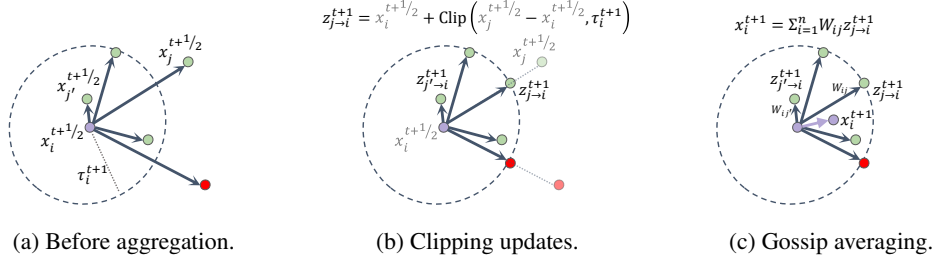 z_{j→i}^{t+1} = x_i^{t+1/2} + Clip(x_j^{t+1/2} − x_i^{t+1/2}, τ_i^{t+1})
x_i^{t+1} = Σ_{i=1}^n W_{ij} z_{j→i}^{t+1}
x_j^{t+1/2}
x_{j'}^{t+1/2}
x_i^{t+1/2}
τ_i^{t+1}
x_j^{t+1/2}
z_{j'→i}^{t+1}
z_{j→i}^{t+1}
x_i^{t+1/2}
z_{j'→i}^{t+1}
W_{ij}
z_{j→i}^{t+1}
W_{ij'}
x_i^{t+1}
(a) Before aggregation.
(b) Clipping updates.
(c) Gossip averaging.